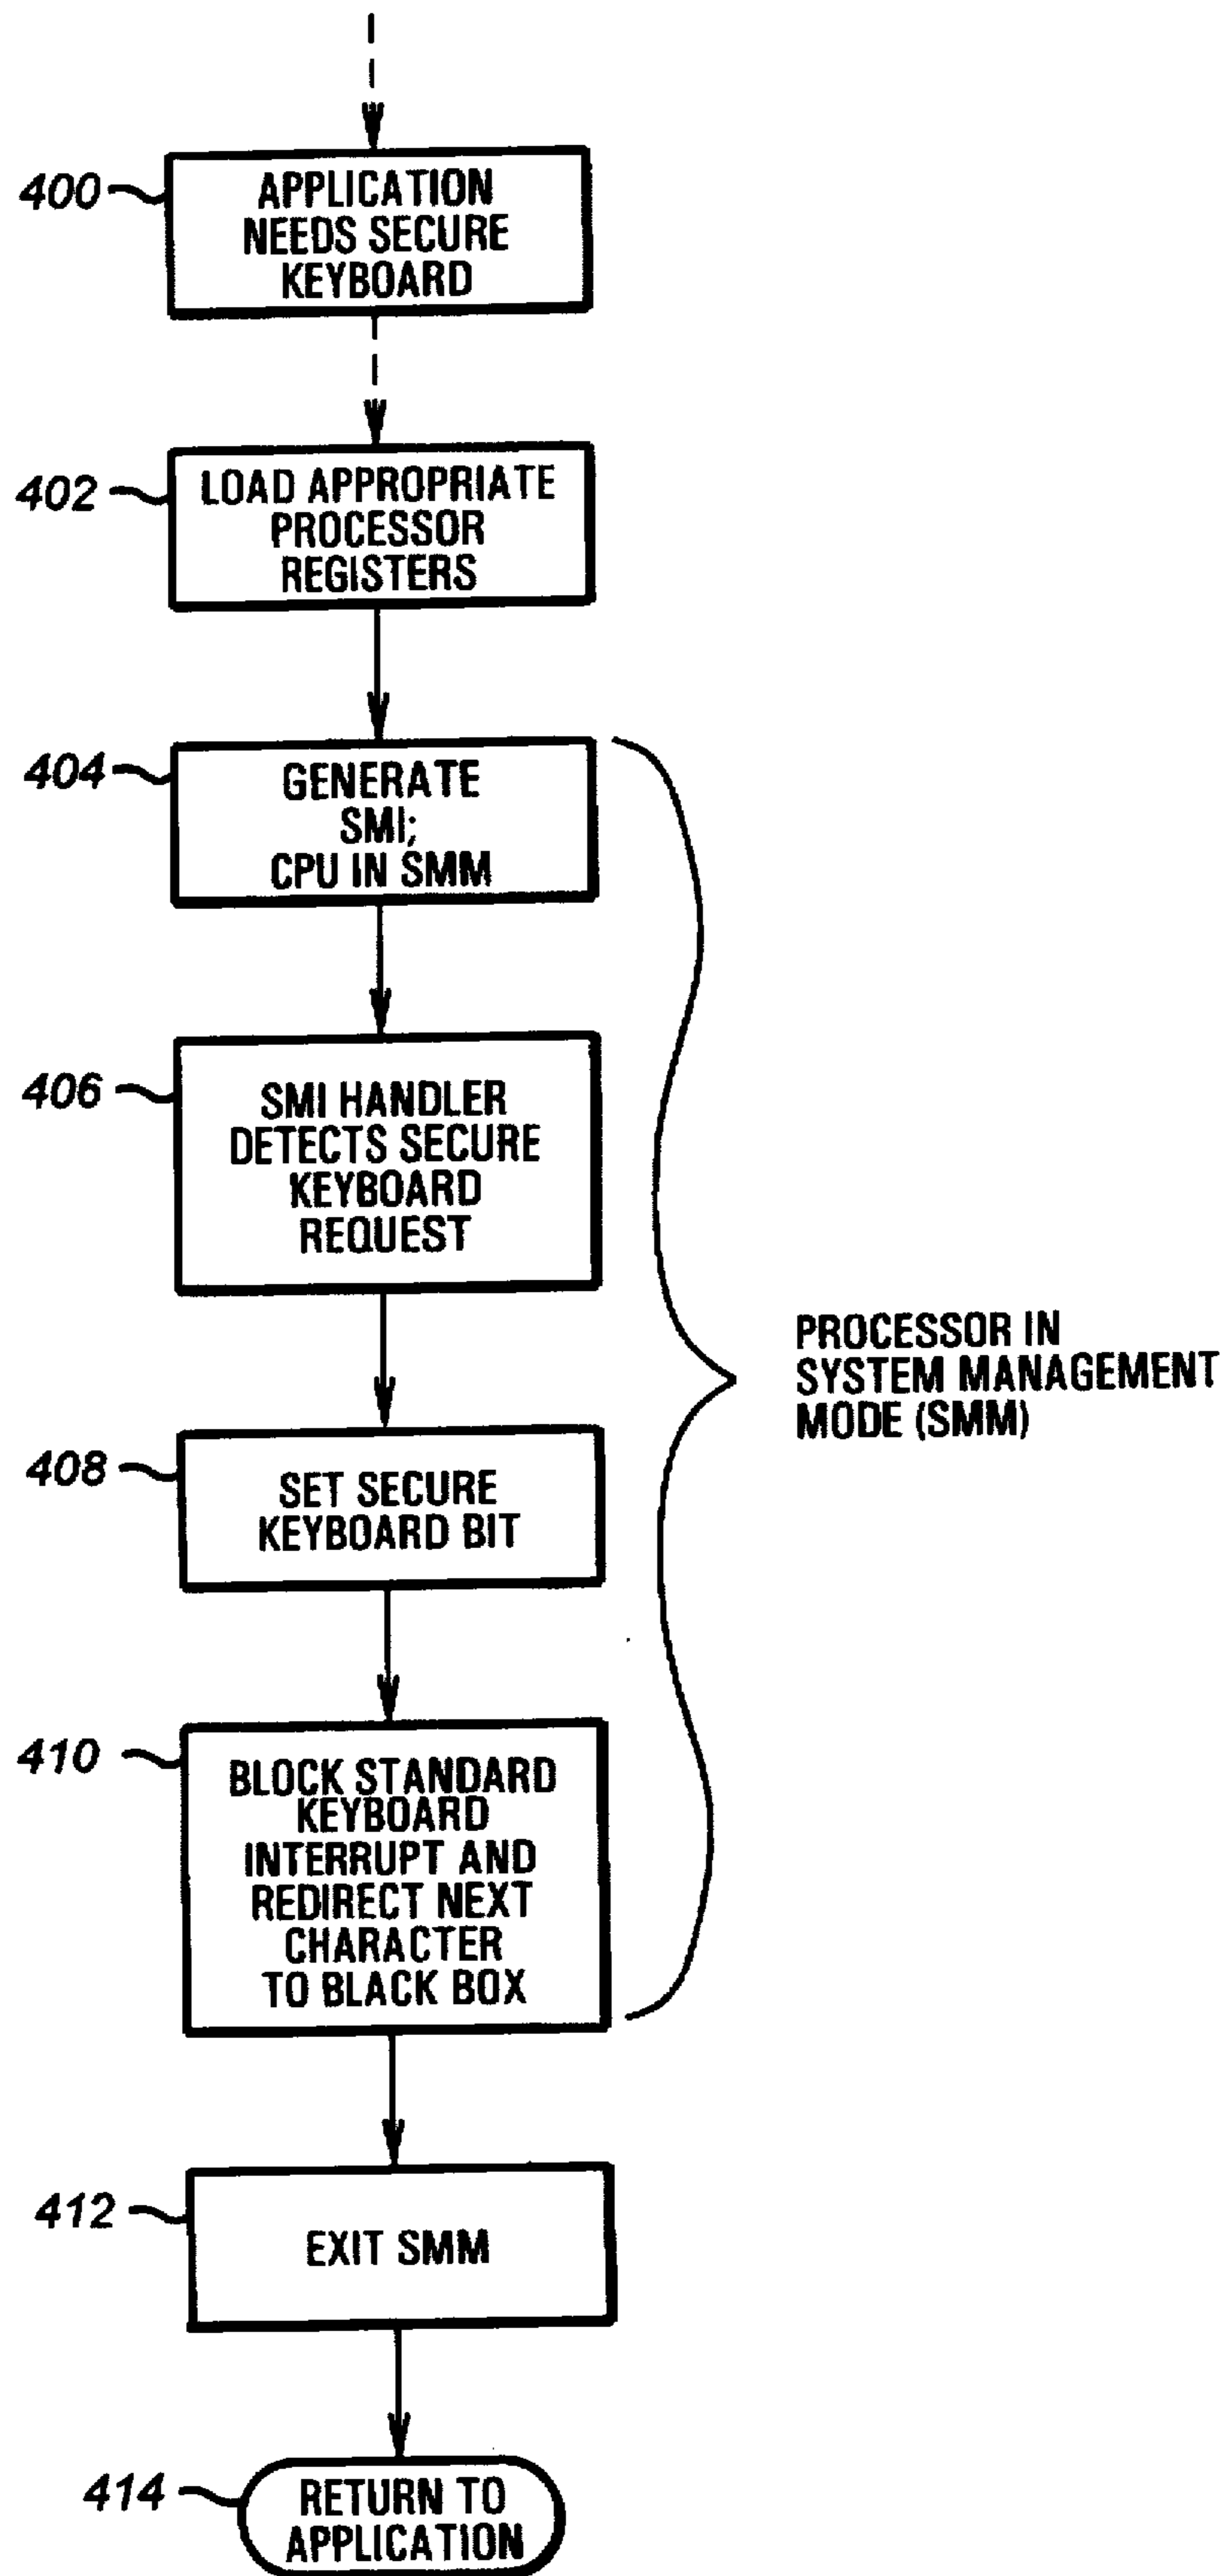 400
APPLICATION
NEEDS SECURE
KEYBOARD
402
LOAD APPROPRIATE
PROCESSOR
REGISTERS
404
GENERATE
SMI;
CPU IN SMM
406
SMI HANDLER
DETECTS SECURE
KEYBOARD
REQUEST
PROCESSOR IN
SYSTEM MANAGEMENT
MODE (SMM)
408
SET SECURE
KEYBOARD BIT
410
BLOCK STANDARD
KEYBOARD
INTERRUPT AND
REDIRECT NEXT
CHARACTER
TO BLACK BOX
412
EXIT SMM
414
RETURN TO
APPLICATION